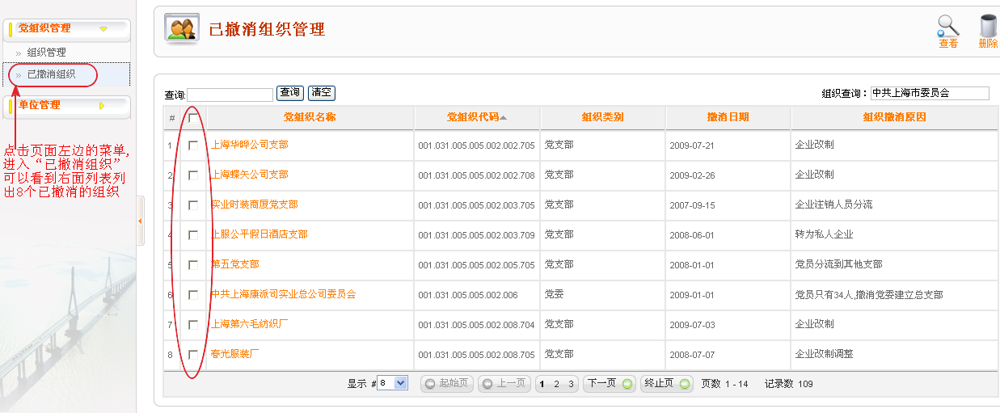 党组织管理
组织管理
已撤消组织
单位管理
点击页面左边的菜单,
进入“已撤消组织”
可以看到右面列表列
出8个已撤消的组织
已撤消组织管理
查看 删除
查询: 查询 清空 组织查询： 中共上海市委员会
# 党组织名称 党组织代码 组织类别 撤消日期 组织撤消原因
1 上海华晔公司支部 001.031.005.005.002.002.705 党支部 2009-07-21 企业改制
2 上海蝶矢公司支部 001.031.005.005.002.002.708 党支部 2009-02-26 企业改制
3 实业时装商厦党支部 001.031.005.005.002.003.705 党支部 2007-09-15 企业注销人员分流
4 上服公平假日酒店支部 001.031.005.005.002.003.709 党支部 2008-06-01 转为私人企业
5 第五党支部 001.031.005.005.002.005.705 党支部 2008-01-01 党员分流到其他支部
6 中共上海康派司实业总公司委员会 001.031.005.005.002.006 党委 2009-01-01 党员只有34人,撤消党委建立总支部
7 上海第六毛纺织厂 001.031.005.005.002.008.704 党支部 2009-07-03 企业改制
8 春光服装厂 001.031.005.005.002.008.705 党支部 2008-07-07 企业改制调整
显示 # 8 起始页 上一页 1 2 3 下一页 终止页 页数 1 - 14 记录数 109